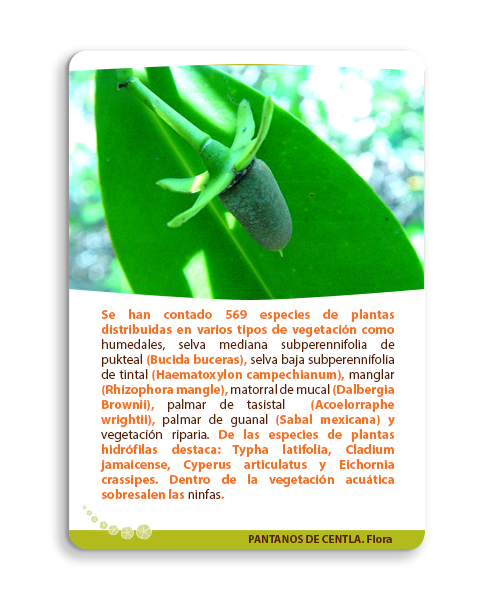 Se han contado 569 especies de plantas
distribuidas en varios tipos de vegetación como
humedales, selva mediana subperennifolia de
pukteal (Bucida buceras), selva baja subperennifolia
de tintal (Haematoxylon campechianum), manglar
(Rhizophora mangle), matorral de mucal (Dalbergia
Brownii), palmar de tasistal (Acoelorraphe
wrightii), palmar de guanal (Sabal mexicana) y
vegetación riparia. De las especies de plantas
hidrófilas destaca: Typha latifolia, Cladium
jamaicense, Cyperus articulatus y Eichornia
crassipes. Dentro de la vegetación acuática
sobresalen las ninfas.
PANTANOS DE CENTLA. Flora